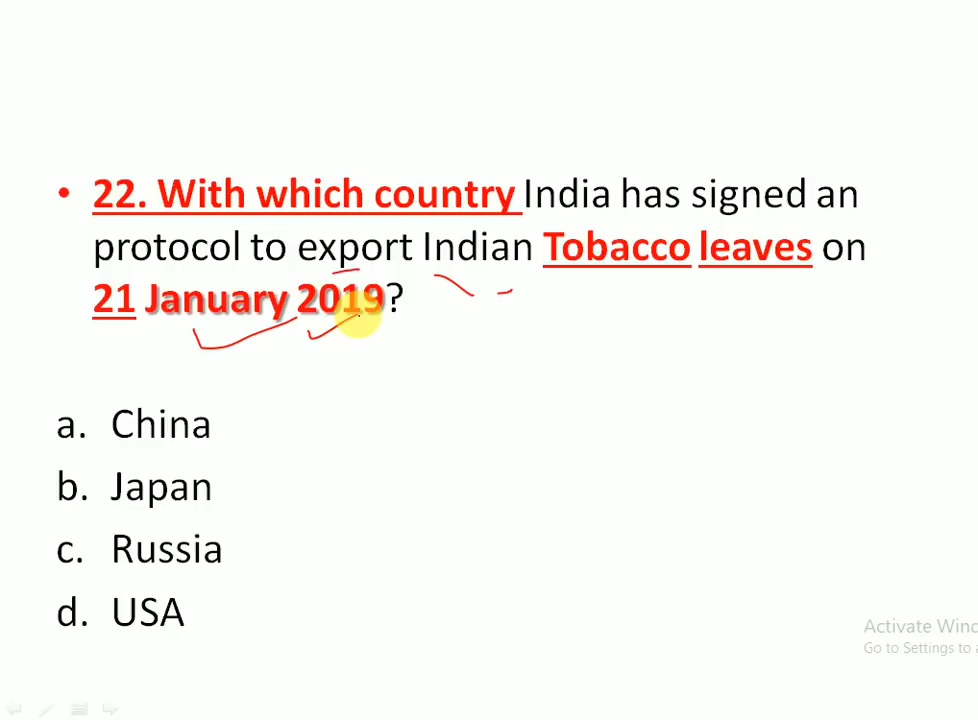 • 22. With which country India has signed an
protocol to export Indian Tobacco leaves on
21 January 2019?
a. China
b. Japan
c. Russia
d. USA
Activate Wind
Go to Settings to